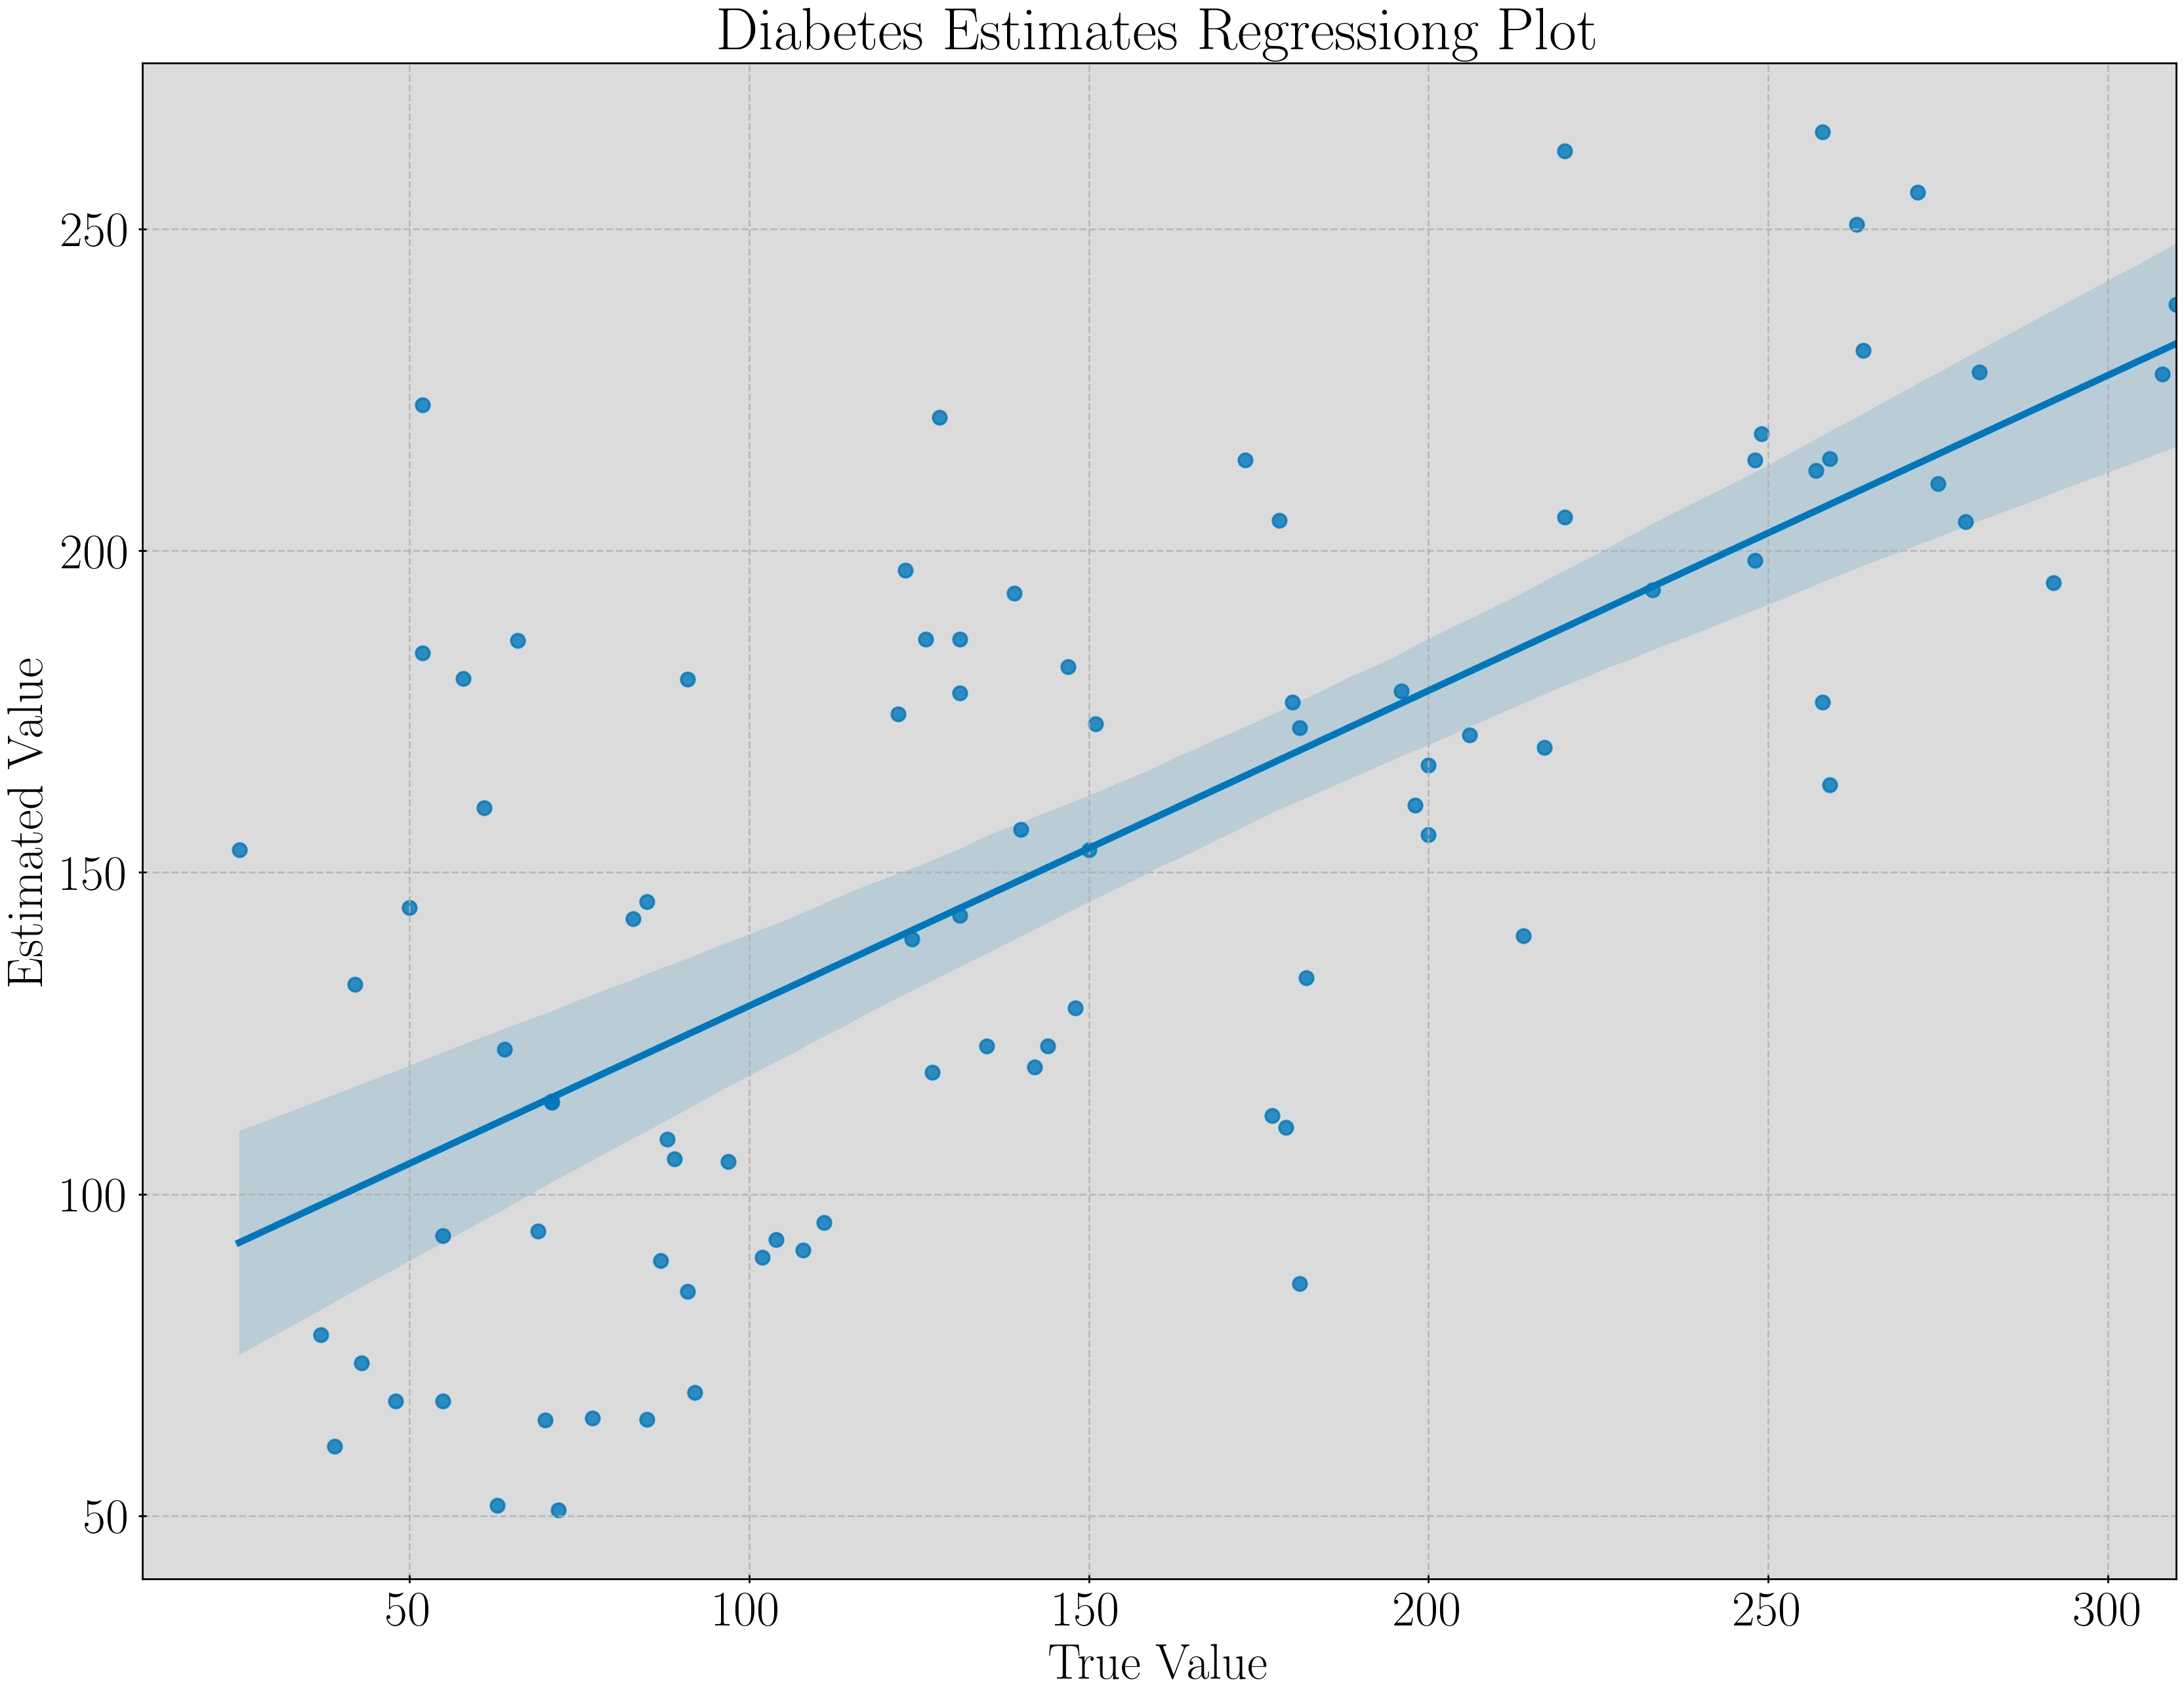 Diabetes Estimates Regressiong Plot
Estimated Value
250
200
150
100
50
50 100 150 200 250 300
True Value